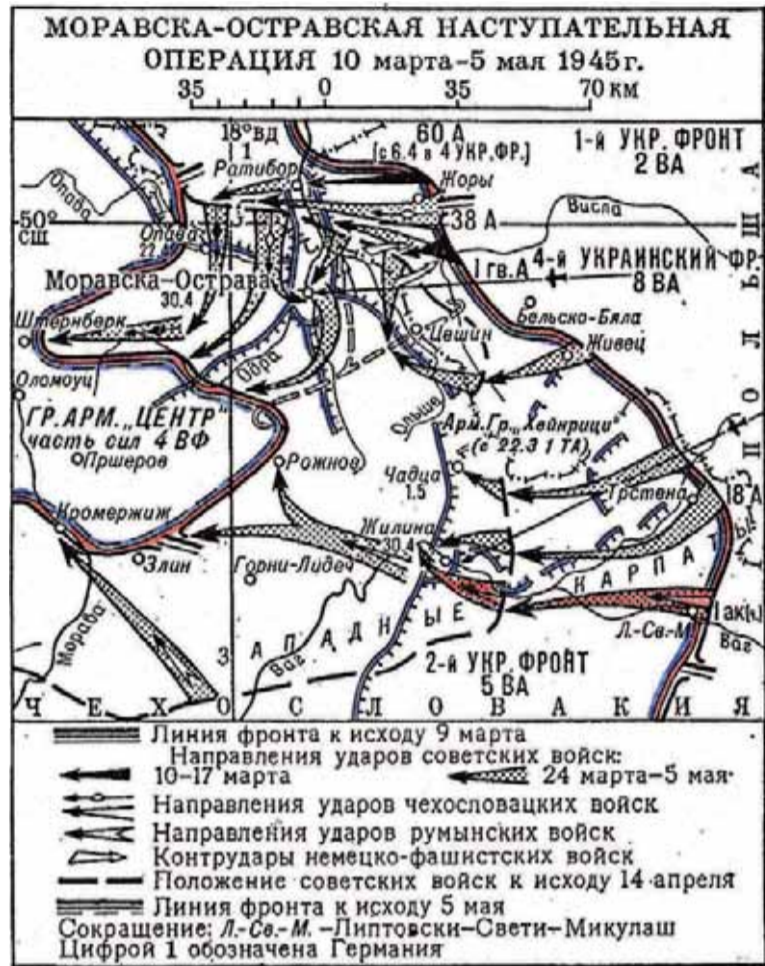 МОРАВСКА-ОСТРАВСКАЯ НАСТУПАТЕЛЬНАЯ
ОПЕРАЦИЯ 10 марта-5 мая 1945г.
35 0 35 70 км
18°вд
1
60 А
[с 6.4 в 4 УКР. ФР.]
1-й УКР. ФРОНТ
2 ВА
Ратибор
Жоры
Опава
50°
сш
Опава
38 А
Висла
1 гв. А
4-й УКРАИНСКИЙ ФР.
8 ВА
Моравска-Острава
30.4
Штернберк
Цешин
Бельско-Бяла
Живец
Одра
Оломоуц
ГР. АРМ. „ЦЕНТР"
часть сил 4 ВФ
Пршеров
Ольше
Арм. Гр. „Хейнрици"
(с 22.3 1 ТА)
Рожнов
Чадца
1.5
Трстена
18 А
Кромержиж
Жилина
30.4
Злин
Горни-Лидеч
КАРПАТ
Морава
3
АПАДНЫЕ
Ваг
Л.-Св.-М.
1 ак(ч.)
Ваг
2-й УКР. ФРОНТ
5 ВА
ПОЛЬША
ЧЕХОСЛОВАКИЯ
Линия фронта к исходу 9 марта
Направления ударов советских войск:
10-17 марта 24 марта-5 мая
Направления ударов чехословацких войск
Направления ударов румынских войск
Контрудары немецко-фашистских войск
Положение советских войск к исходу 14 апреля
Линия фронта к исходу 5 мая
Сокращение: Л.-Св.-М. -Липтовски-Свети-Микулаш
Цифрой 1 обозначена Германия